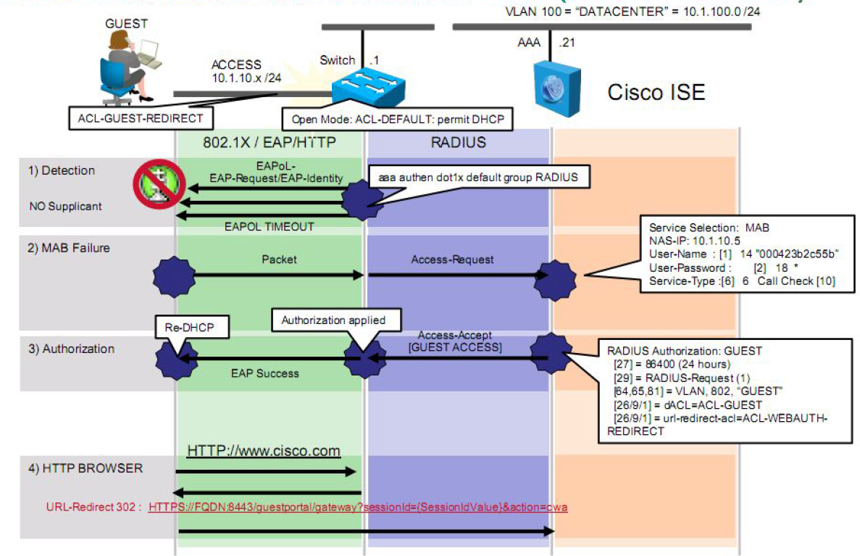 VLAN 100 = "DATACENTER" = 10.1.100.0 /24
GUEST
AAA .21
Switch .1
ACCESS
10.1.10.x /24
Cisco ISE
ACL-GUEST-REDIRECT
Open Mode: ACL-DEFAULT: permit DHCP
802.1X / EAP/HTTP
RADIUS
1) Detection
EAPoL-
EAP-Request/EAP-Identity
aaa authen dot1x default group RADIUS
NO Supplicant
EAPOL TIMEOUT
2) MAB Failure
Packet
Access-Request
Service Selection: MAB
NAS-IP: 10.1.10.5
User-Name : [1] 14 "000423b2c55b"
User-Password : [2] 18 *
Service-Type :[6] 6 Call Check [10]
Re-DHCP
Authorization applied
3) Authorization
Access-Accept
[GUEST ACCESS]
EAP Success
RADIUS Authorization: GUEST
[27] = 86400 (24 hours)
[29] = RADIUS-Request (1)
[64,65,81] = VLAN, 802, "GUEST"
[26/9/1] = dACL=ACL-GUEST
[26/9/1] = url-redirect-acl=ACL-WEBAUTH-
REDIRECT
HTTP://www.cisco.com
4) HTTP BROWSER
URL-Redirect 302 : HTTPS://FQDN:8443/guestportal/gateway?sessionId={SessionIdValue}&action=cwa